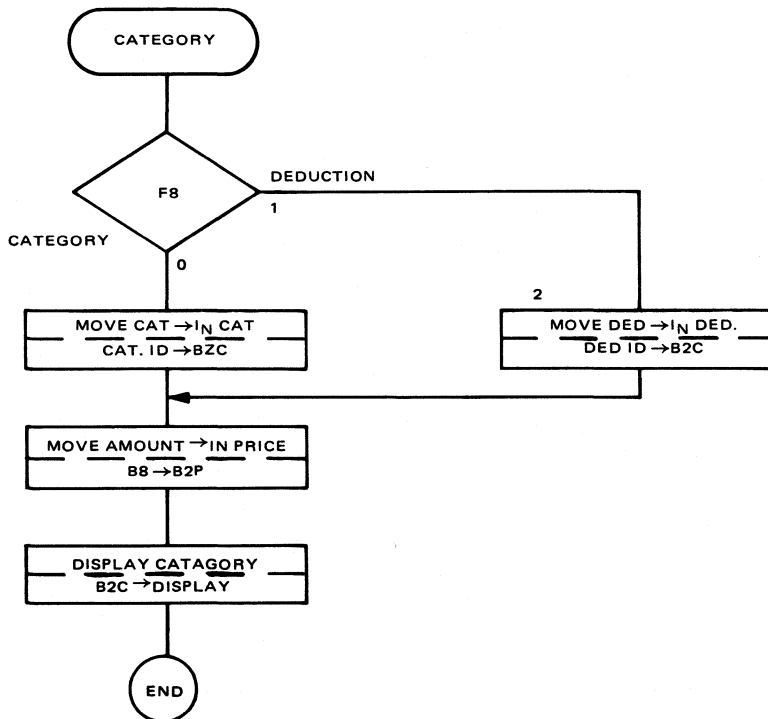 CATEGORY
F8
DEDUCTION
1
CATEGORY
0
2
MOVE CAT →IN CAT
CAT. ID →BZC
MOVE DED →IN DED.
DED ID →B2C
MOVE AMOUNT →IN PRICE
B8 →B2P
DISPLAY CATAGORY
B2C →DISPLAY
END